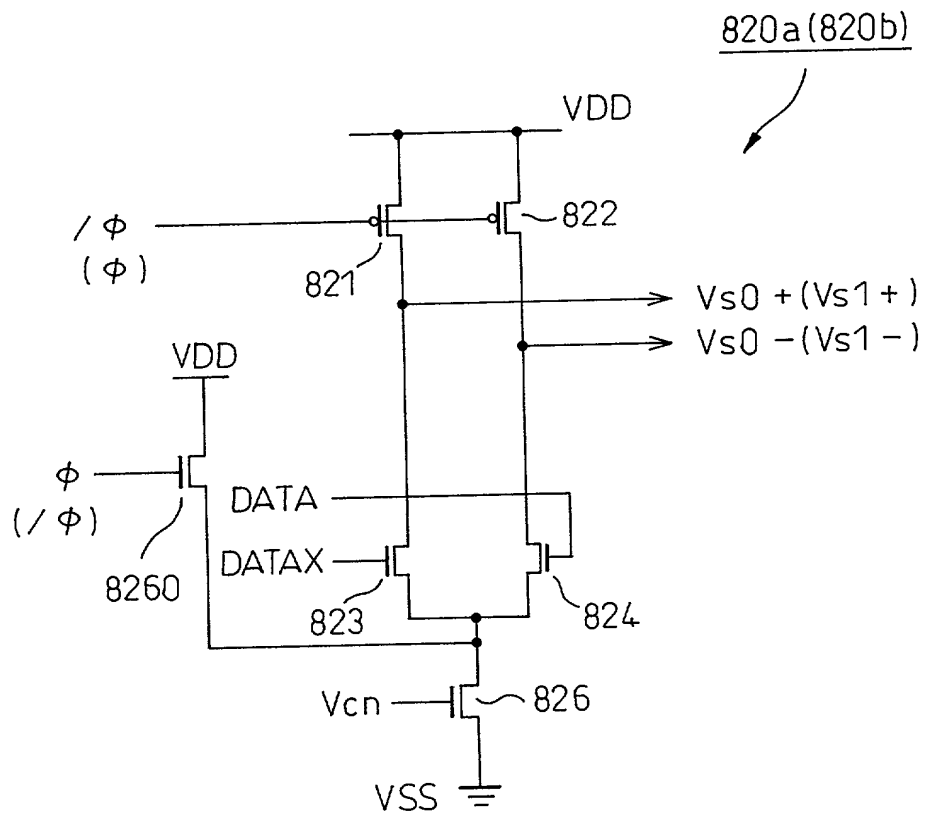 820a(820b)
VDD
/ϕ
(ϕ)
821
822
Vs0+(Vs1+)
Vs0-(Vs1-)
VDD
ϕ
(/ϕ)
8260
DATA
DATAX
823
824
Vcn
826
VSS